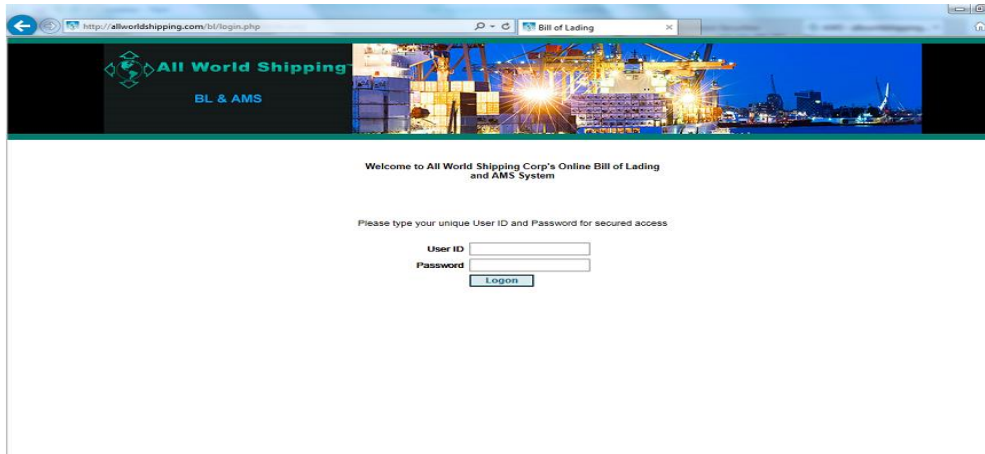 http://allworldshipping.com/bl/login.php
Bill of Lading
All World Shipping
BL & AMS
Welcome to All World Shipping Corp's Online Bill of Lading
and AMS System
Please type your unique User ID and Password for secured access
User ID
Password
Logon